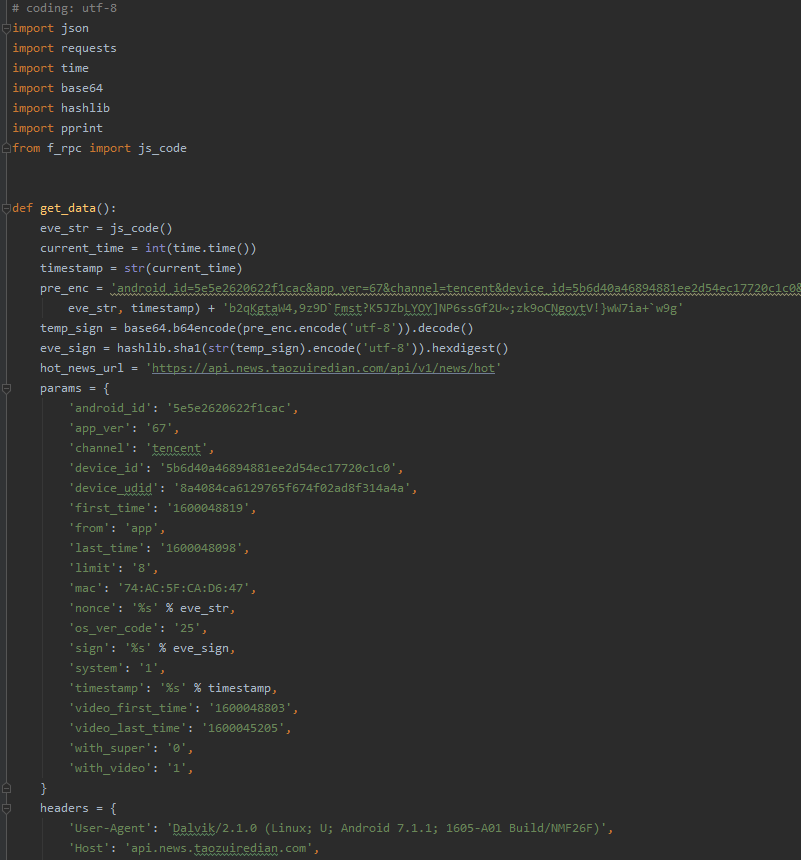 # coding: utf-8
import json
import requests
import time
import base64
import hashlib
import pprint
from f_rpc import js_code
def get_data():
eve_str = js_code()
current_time = int(time.time())
timestamp = str(current_time)
pre_enc = 'android_id=5e5e2620622f1cac&app_ver=67&channel=tencent&device_id=5b6d40a46894881ee2d54ec17720c1c0&
eve_str, timestamp) + 'b2qKgtaW4,9z9D`Fmst?K5JZbLYOY]NP6ssGf2U~;zk9oCNgoytV!}wW7ia+`w9g'
temp_sign = base64.b64encode(pre_enc.encode('utf-8')).decode()
eve_sign = hashlib.sha1(str(temp_sign).encode('utf-8')).hexdigest()
hot_news_url = 'https://api.news.taozuiredian.com/api/v1/news/hot'
params = {
'android_id': '5e5e2620622f1cac',
'app_ver': '67',
'channel': 'tencent',
'device_id': '5b6d40a46894881ee2d54ec17720c1c0',
'device_udid': '8a4084ca6129765f674f02ad8f314a4a',
'first_time': '1600048819',
'from': 'app',
'last_time': '1600048098',
'limit': '8',
'mac': '74:AC:5F:CA:D6:47',
'nonce': '%s' % eve_str,
'os_ver_code': '25',
'sign': '%s' % eve_sign,
'system': '1',
'timestamp': '%s' % timestamp,
'video_first_time': '1600048803',
'video_last_time': '1600045205',
'with_super': '0',
'with_video': '1',
}
headers = {
'User-Agent': 'Dalvik/2.1.0 (Linux; U; Android 7.1.1; 1605-A01 Build/NMF26F)',
'Host': 'api.news.taozuiredian.com',